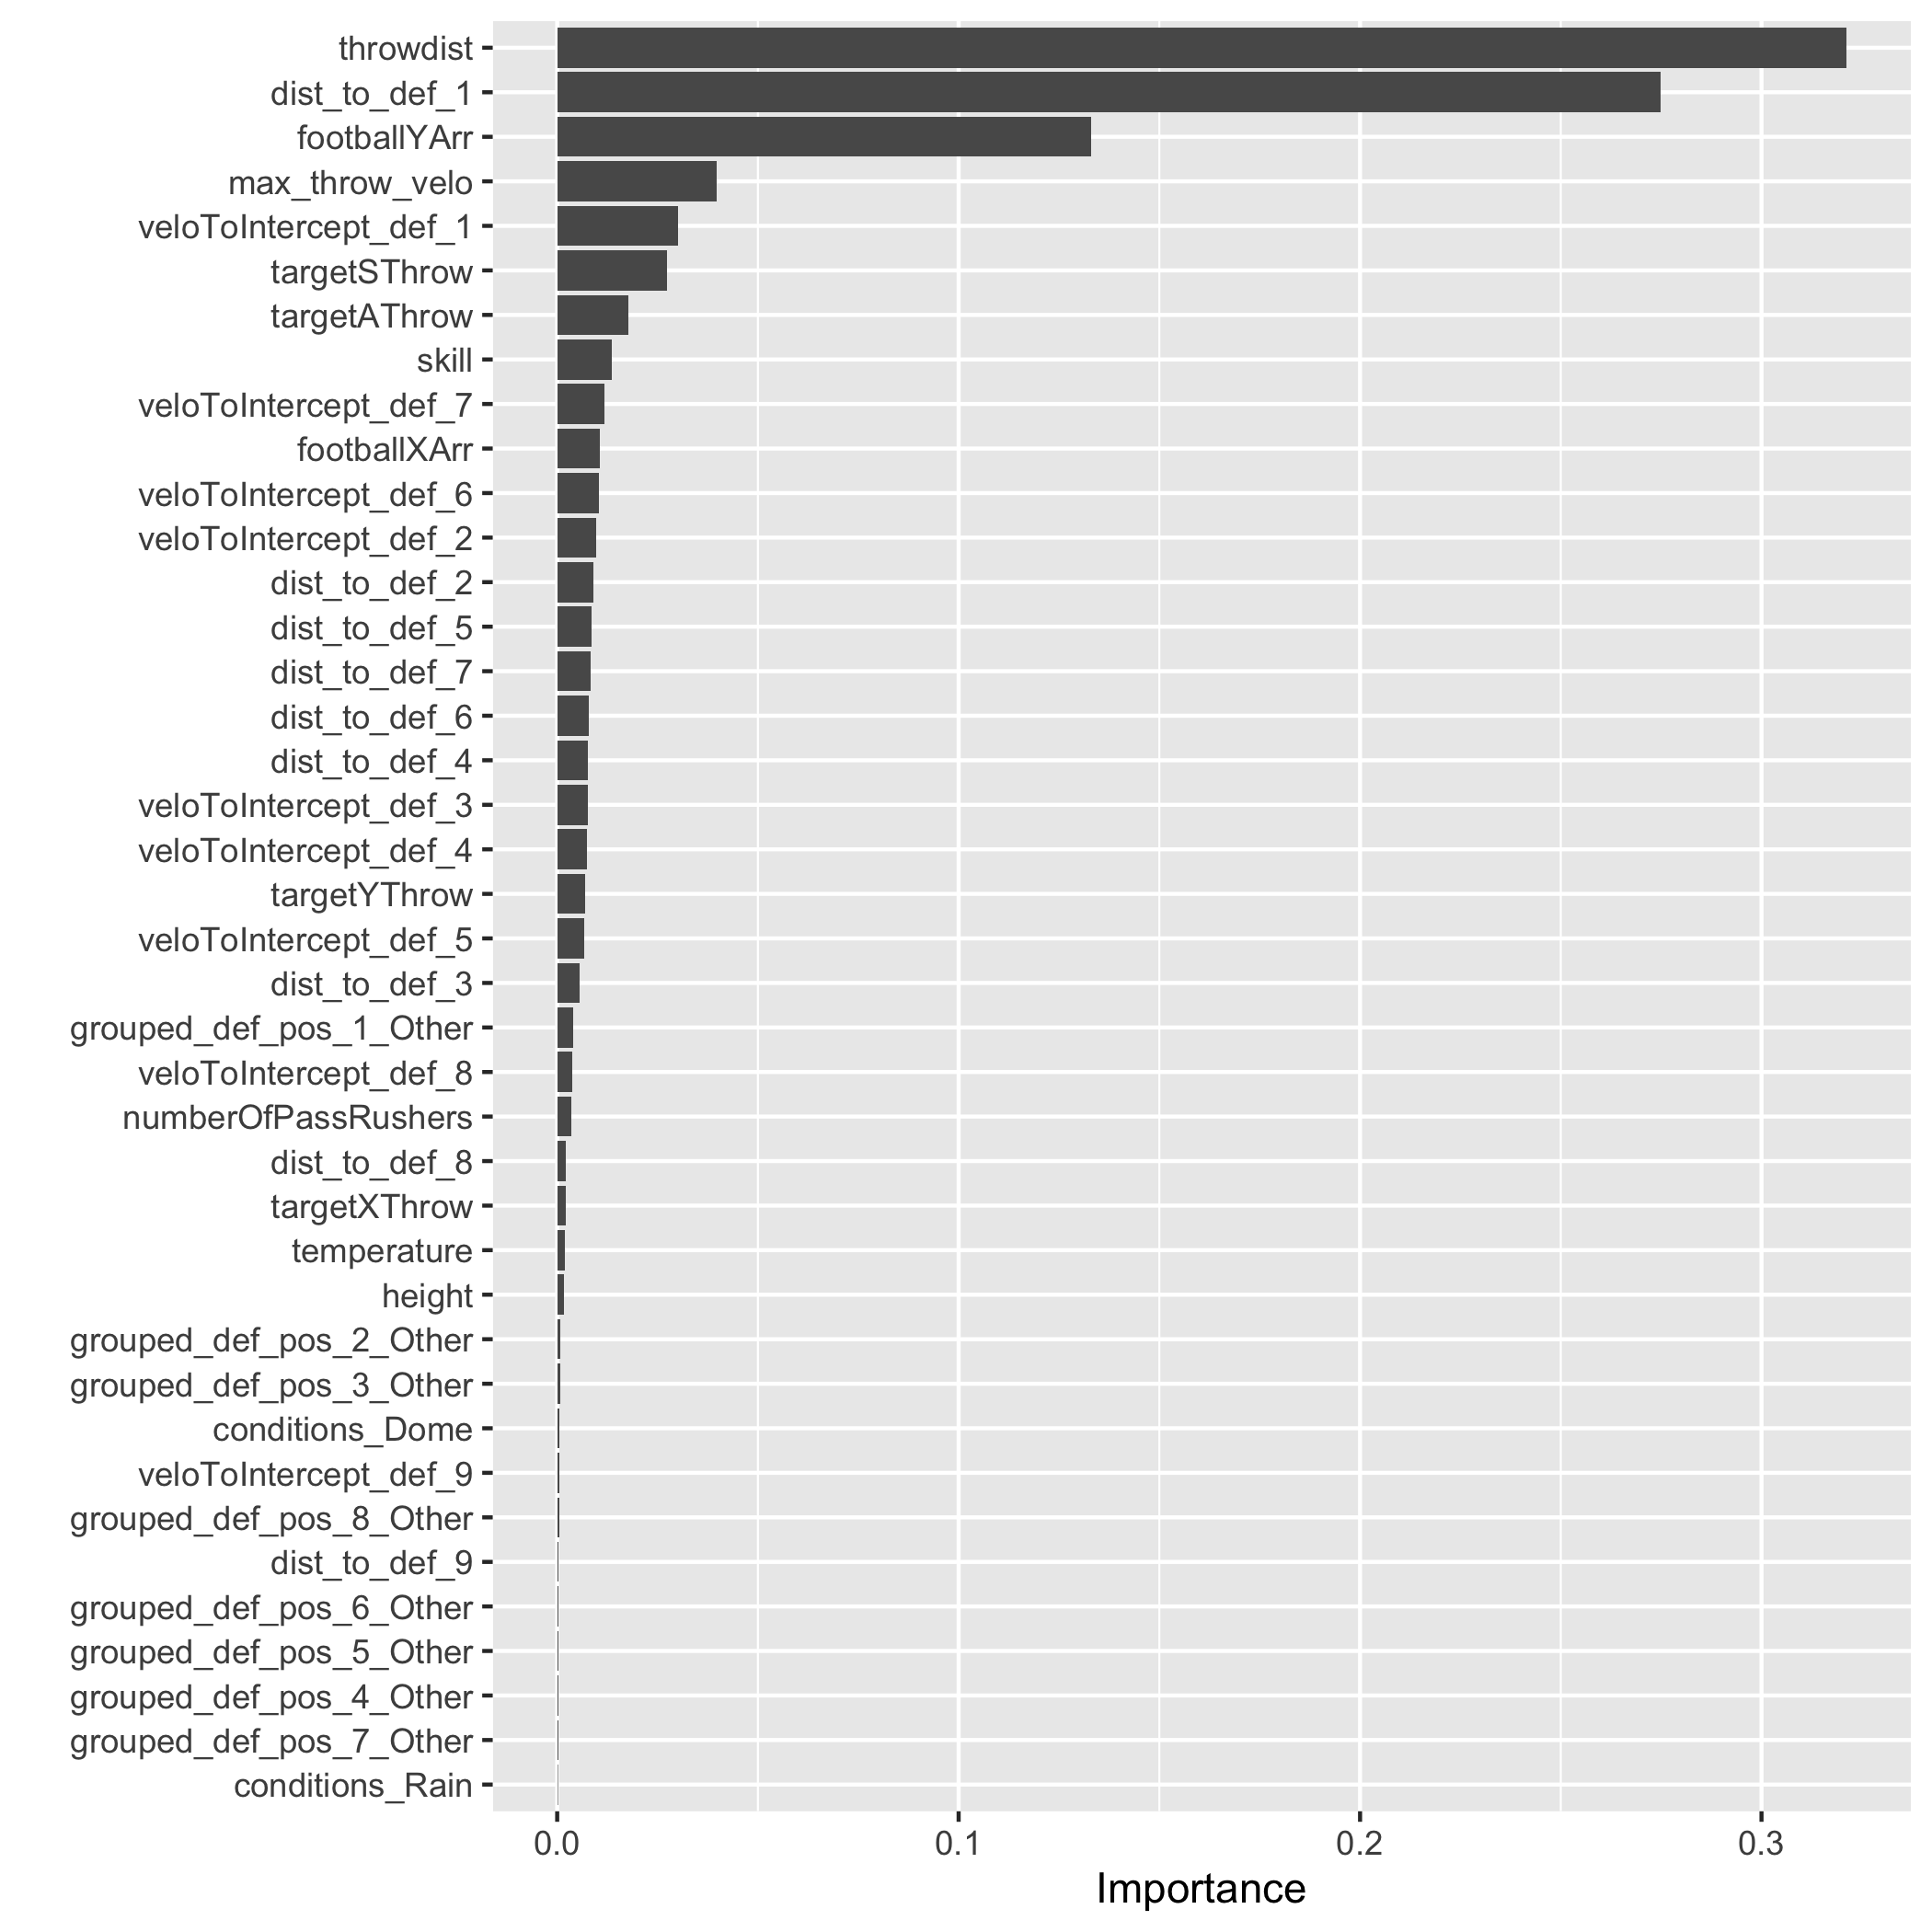 throwdist
dist_to_def_1
footballYArr
max_throw_velo
veloToIntercept_def_1
targetSThrow
targetAThrow
skill
veloToIntercept_def_7
footballXArr
veloToIntercept_def_6
veloToIntercept_def_2
dist_to_def_2
dist_to_def_5
dist_to_def_7
dist_to_def_6
dist_to_def_4
veloToIntercept_def_3
veloToIntercept_def_4
targetYThrow
veloToIntercept_def_5
dist_to_def_3
grouped_def_pos_1_Other
veloToIntercept_def_8
numberOfPassRushers
dist_to_def_8
targetXThrow
temperature
height
grouped_def_pos_2_Other
grouped_def_pos_3_Other
conditions_Dome
veloToIntercept_def_9
grouped_def_pos_8_Other
dist_to_def_9
grouped_def_pos_6_Other
grouped_def_pos_5_Other
grouped_def_pos_4_Other
grouped_def_pos_7_Other
conditions_Rain
0.0 0.1 0.2 0.3
Importance